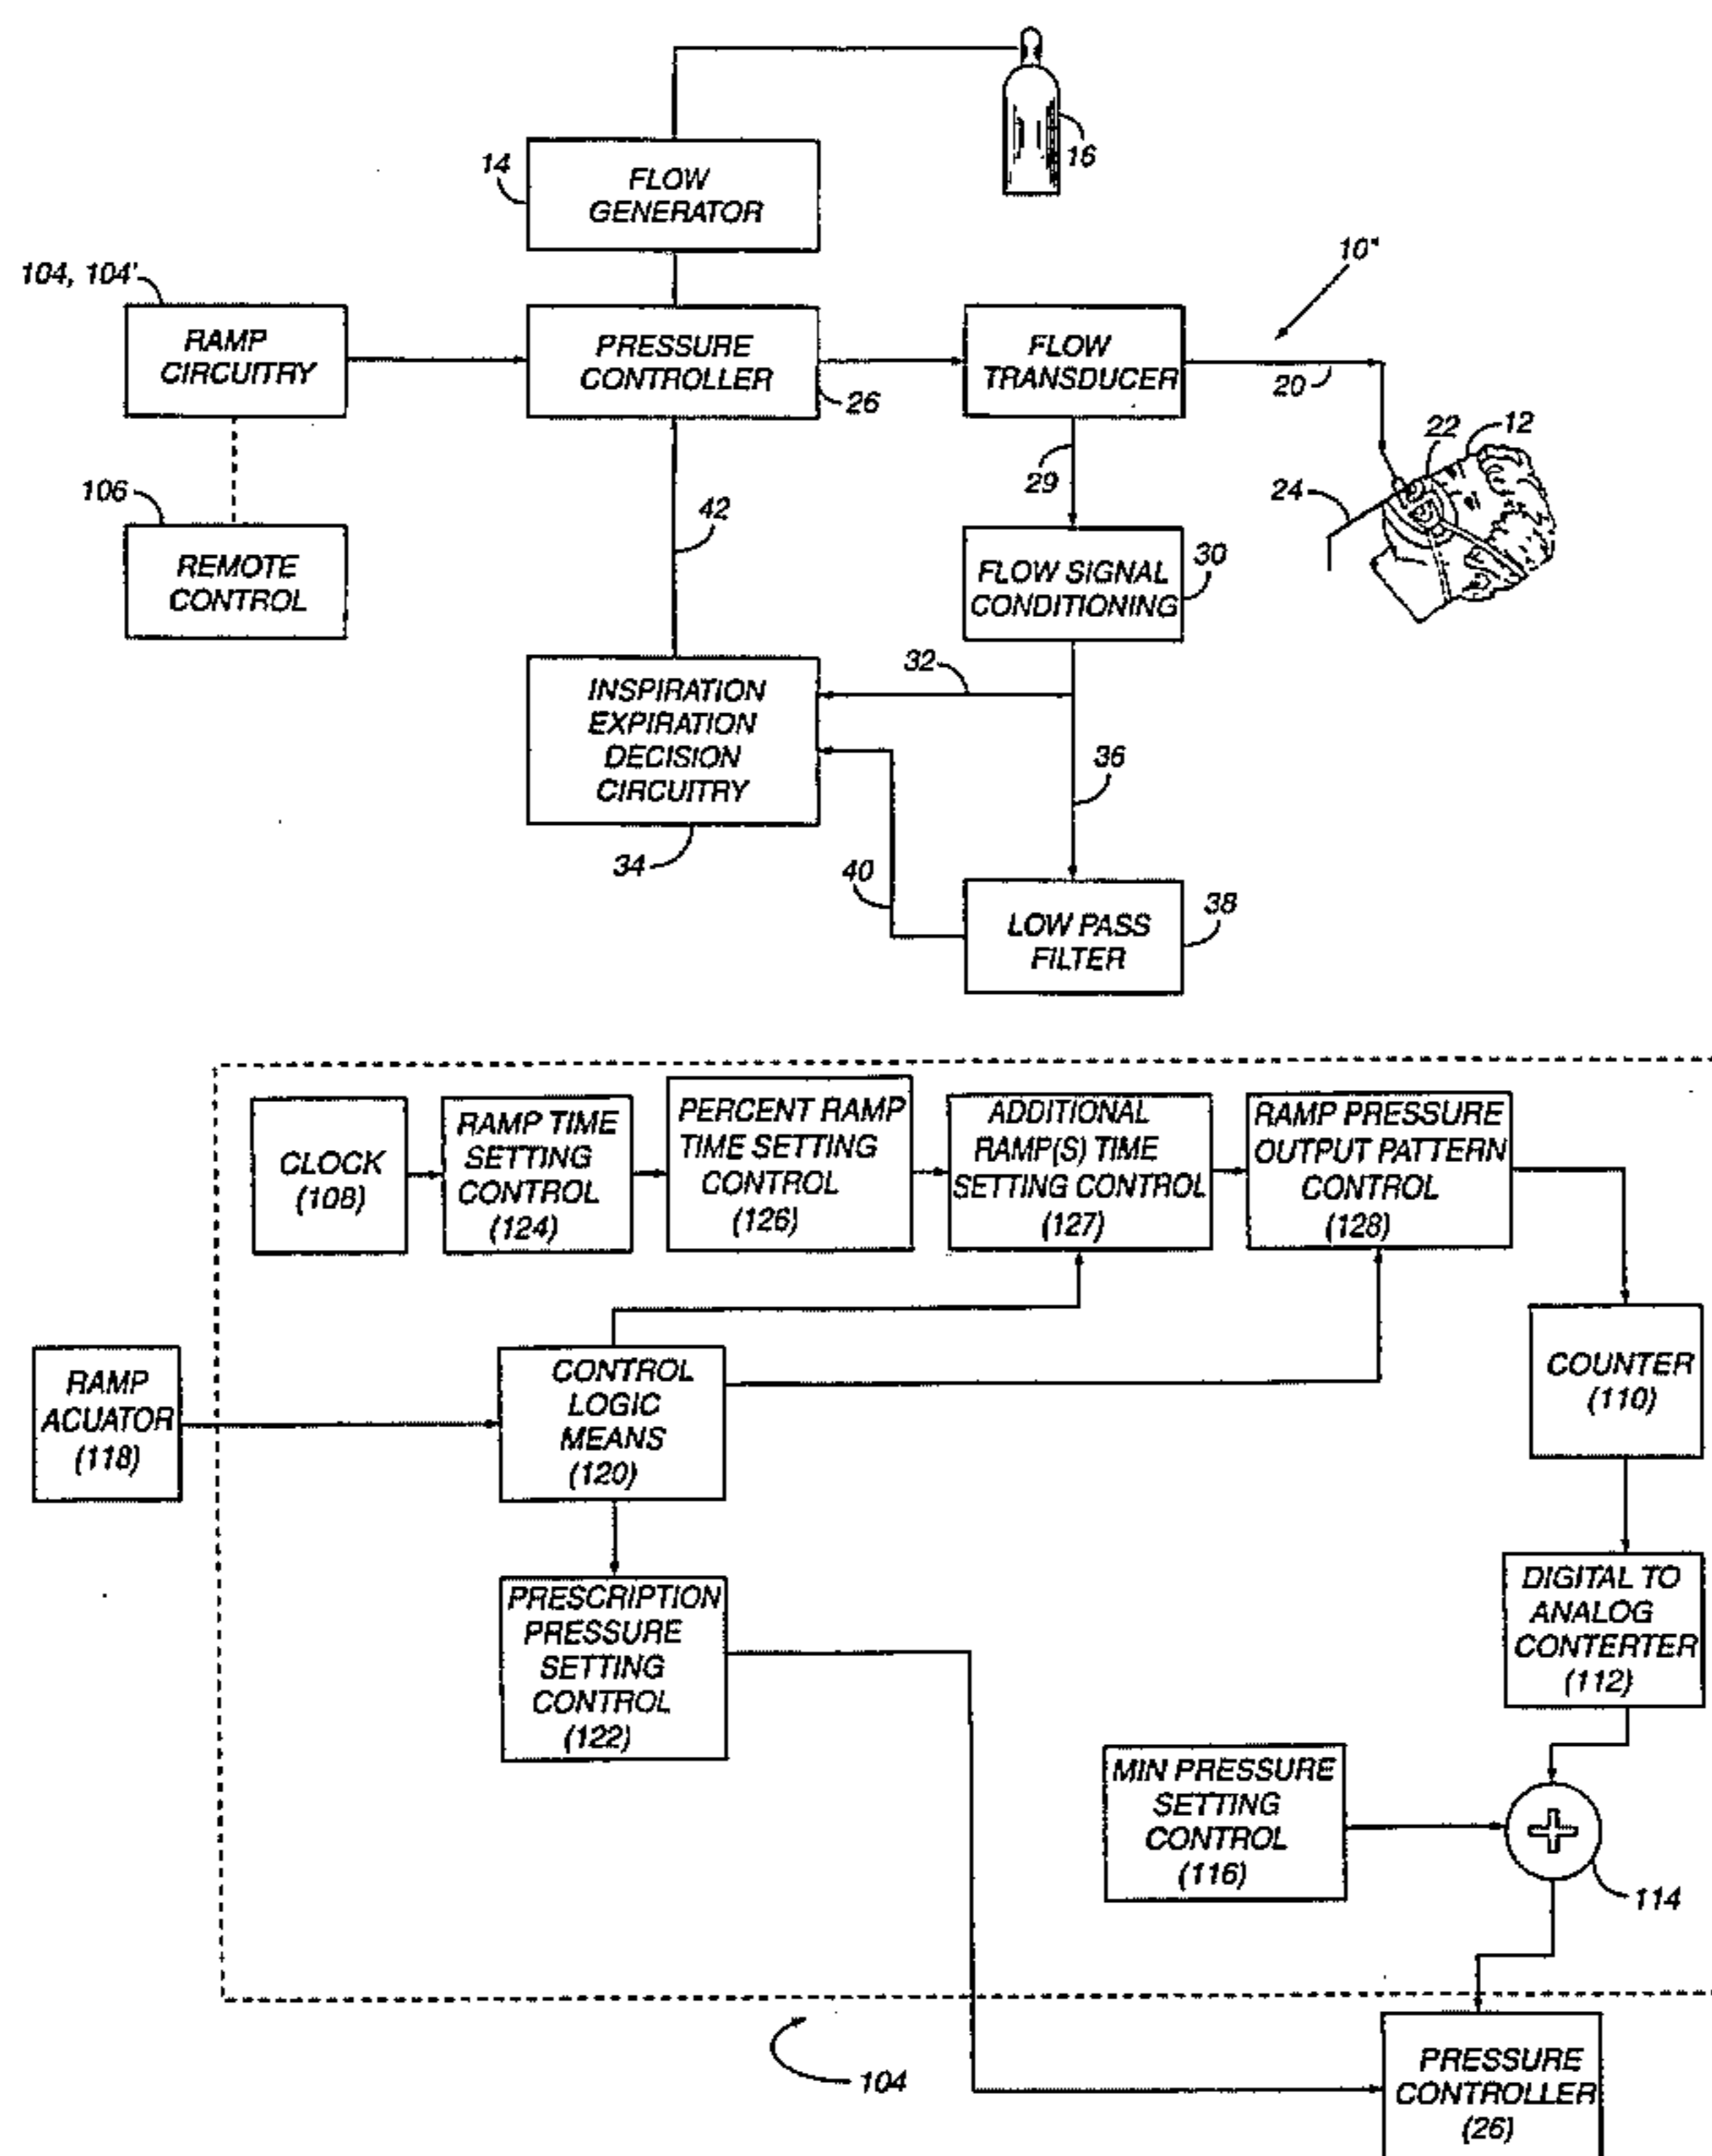 16
14
FLOW
GENERATOR
10"
104, 104'
RAMP
CIRCUITRY
PRESSURE
CONTROLLER
26
FLOW
TRANSDUCER
20
22
12
24
29
106
REMOTE
CONTROL
42
FLOW SIGNAL
CONDITIONING
30
32
INSPIRATION
EXPIRATION
DECISION
CIRCUITRY
34
36
40
LOW PASS
FILTER
38
CLOCK
(108)
RAMP TIME
SETTING
CONTROL
(124)
PERCENT RAMP
TIME SETTING
CONTROL
(126)
ADDITIONAL
RAMP(S) TIME
SETTING CONTROL
(127)
RAMP PRESSURE
OUTPUT PATTERN
CONTROL
(128)
RAMP
ACUATOR
(118)
CONTROL
LOGIC
MEANS
(120)
COUNTER
(110)
PRESCRIPTION
PRESSURE
SETTING
CONTROL
(122)
DIGITAL TO
ANALOG
CONTERTER
(112)
MIN PRESSURE
SETTING
CONTROL
(116)
+
114
104
PRESSURE
CONTROLLER
(26)